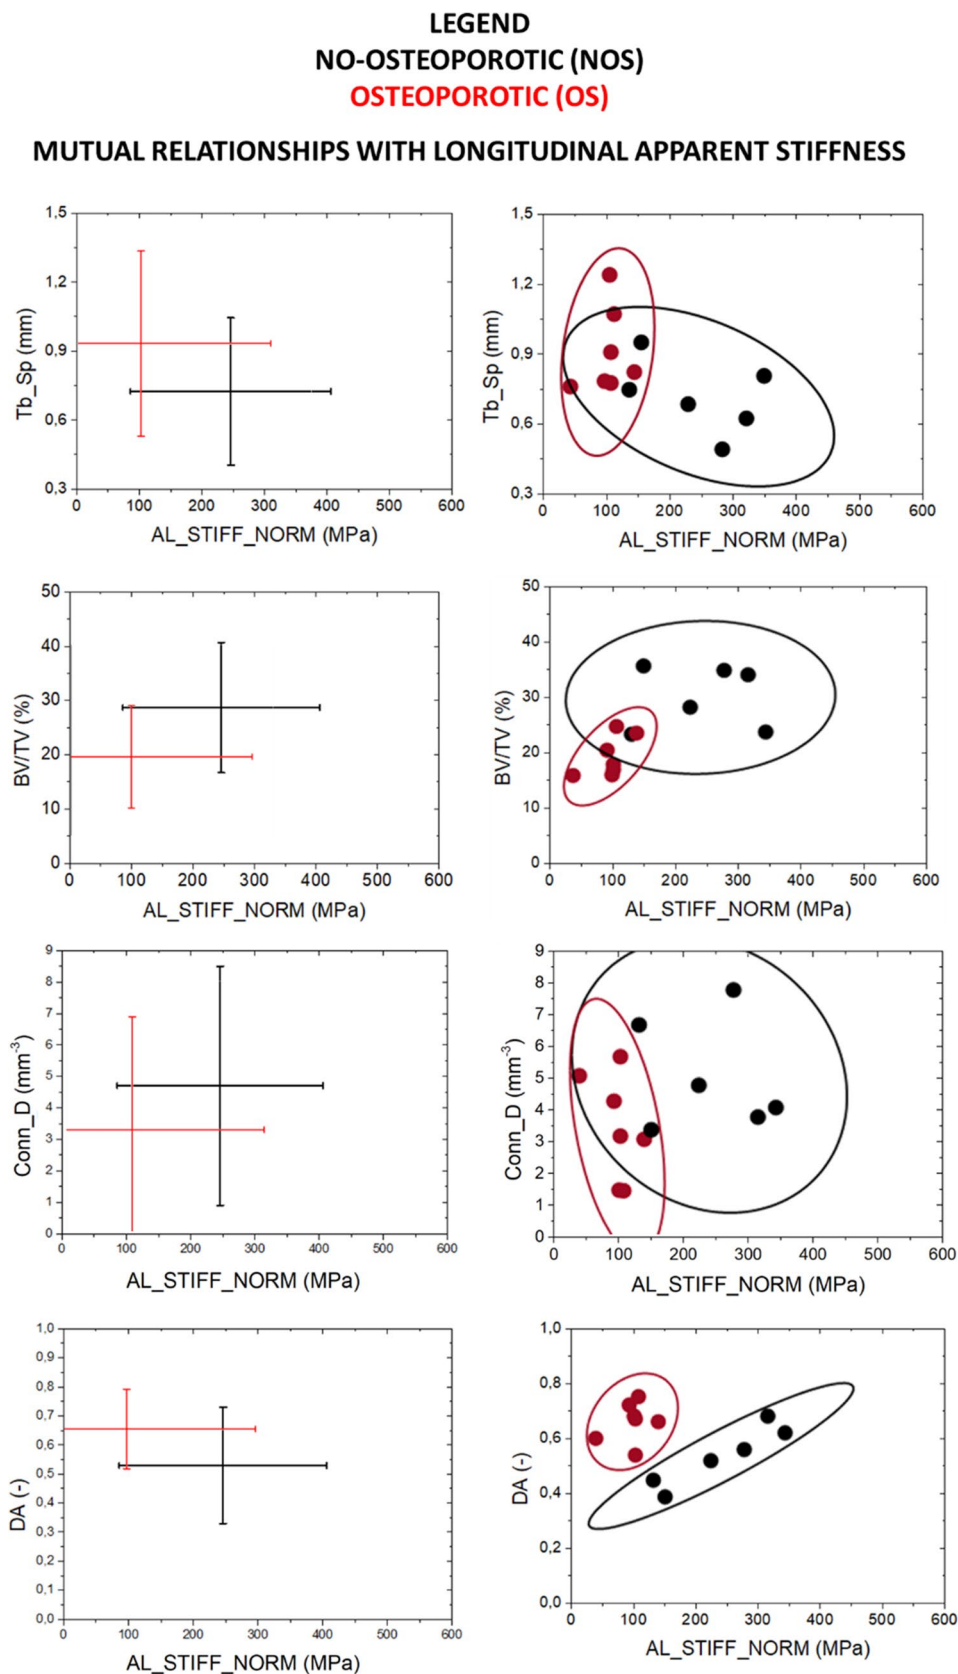 LEGEND
NO-OSTEOPOROTIC (NOS)
OSTEOPOROTIC (OS)
MUTUAL RELATIONSHIPS WITH LONGITUDINAL APPARENT STIFFNESS
Tb_Sp (mm)
1,5
1,2
0,9
0,6
0,3
0 100 200 300 400 500 600
AL_STIFF_NORM (MPa)
Tb_Sp (mm)
1,5
1,2
0,9
0,6
0,3
0 100 200 300 400 500 600
AL_STIFF_NORM (MPa)
BV/TV (%)
50
40
30
20
10
0
0 100 200 300 400 500 600
AL_STIFF_NORM (MPa)
BV/TV (%)
50
40
30
20
10
0
0 100 200 300 400 500 600
AL_STIFF_NORM (MPa)
Conn_D (mm⁻³)
9
8
7
6
5
4
3
2
1
0
0 100 200 300 400 500 600
AL_STIFF_NORM (MPa)
Conn_D (mm⁻³)
9
8
7
6
5
4
3
2
1
0
0 100 200 300 400 500 600
AL_STIFF_NORM (MPa)
DA (-)
1,0
0,9
0,8
0,7
0,6
0,5
0,4
0,3
0,2
0,1
0,0
0 100 200 300 400 500 600
AL_STIFF_NORM (MPa)
DA (-)
1,0
0,8
0,6
0,4
0,2
0,0
0 100 200 300 400 500 600
AL_STIFF_NORM (MPa)